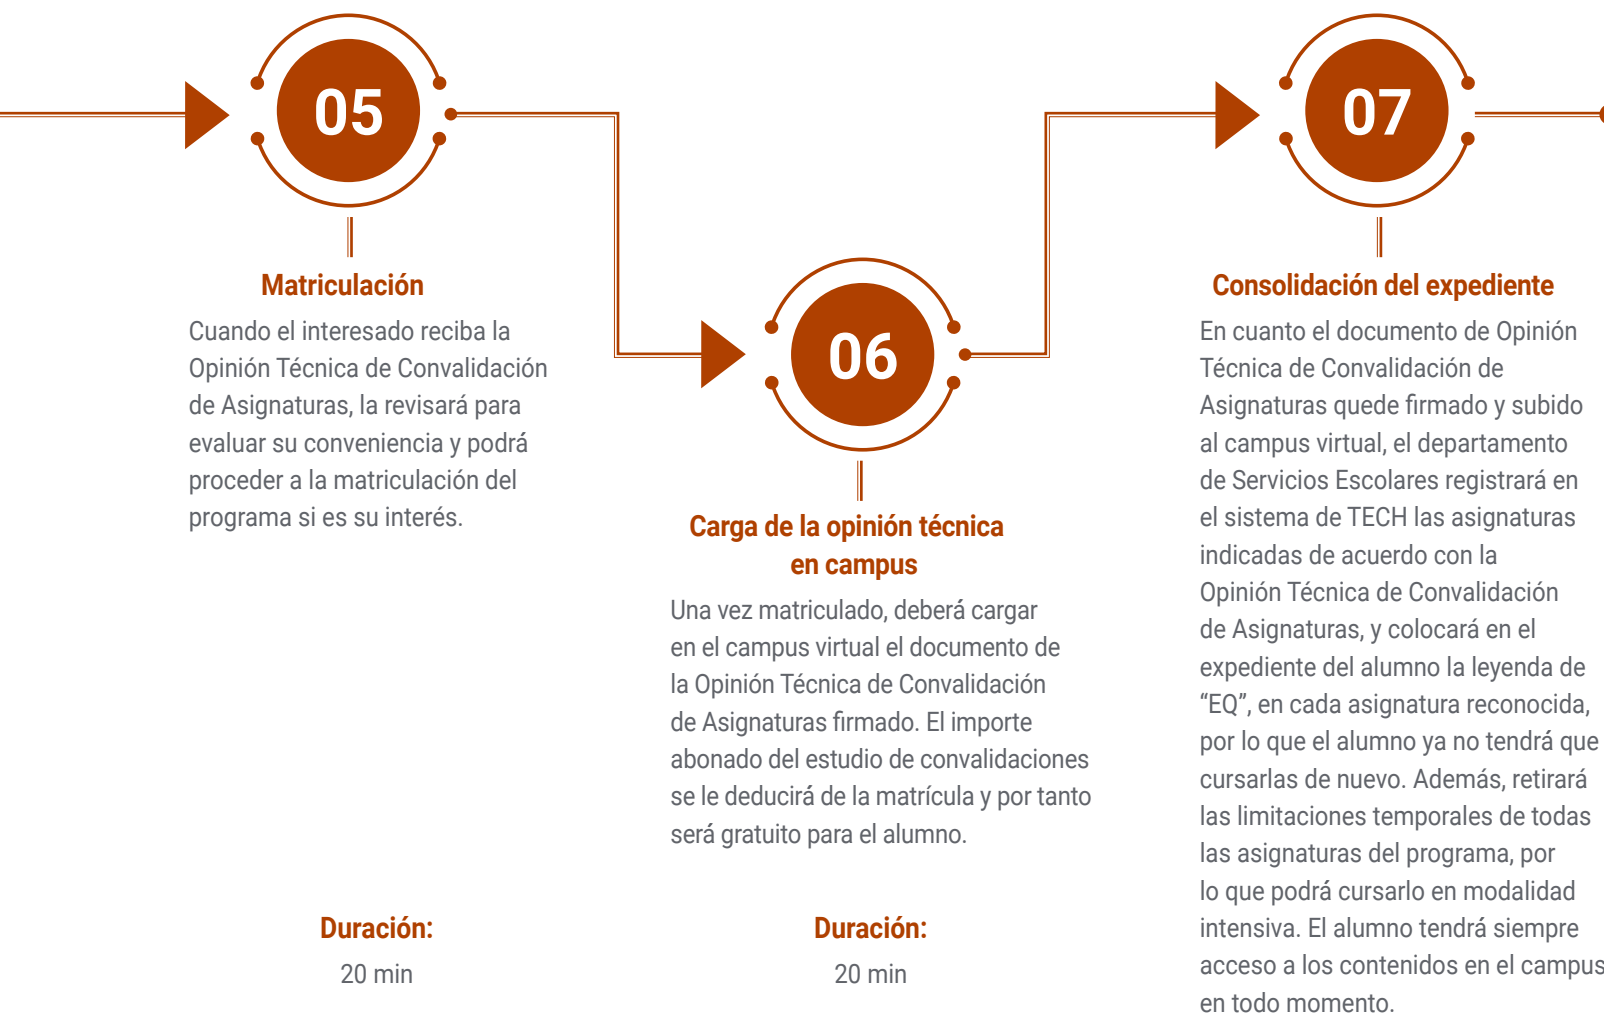 05
Matriculación
Cuando el interesado reciba la
Opinión Técnica de Convalidación
de Asignaturas, la revisará para
evaluar su conveniencia y podrá
proceder a la matriculación del
programa si es su interés.
Duración:
20 min
06
Carga de la opinión técnica
en campus
Una vez matriculado, deberá cargar
en el campus virtual el documento de
la Opinión Técnica de Convalidación
de Asignaturas firmado. El importe
abonado del estudio de convalidaciones
se le deducirá de la matrícula y por tanto
será gratuito para el alumno.
Duración:
20 min
07
Consolidación del expediente
En cuanto el documento de Opinión
Técnica de Convalidación de
Asignaturas quede firmado y subido
al campus virtual, el departamento
de Servicios Escolares registrará en
el sistema de TECH las asignaturas
indicadas de acuerdo con la
Opinión Técnica de Convalidación
de Asignaturas, y colocará en el
expediente del alumno la leyenda de
“EQ”, en cada asignatura reconocida,
por lo que el alumno ya no tendrá que
cursarlas de nuevo. Además, retirará
las limitaciones temporales de todas
las asignaturas del programa, por
lo que podrá cursarlo en modalidad
intensiva. El alumno tendrá siempre
acceso a los contenidos en el campus
en todo momento.